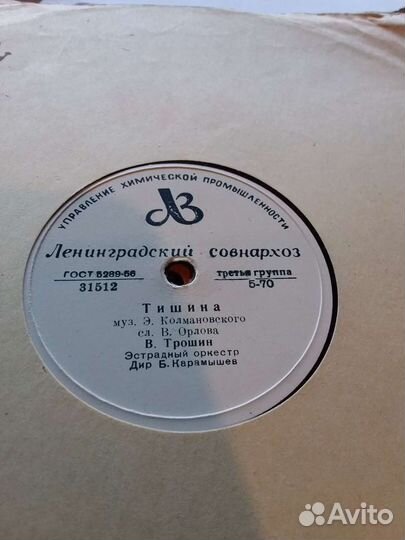 УПРАВЛЕНИЕ ХИМИЧЕСКОЙ ПРОМЫШЛЕННОСТИ
Ленинградский совнархоз
ГОСТ 5289-56 третья группа
31512 5-70
Тишина
муз. Э. Колмановского
сл. В. Орлова
В. Трошин
Эстрадный оркестр
Дир Б. Карамышев
Avito